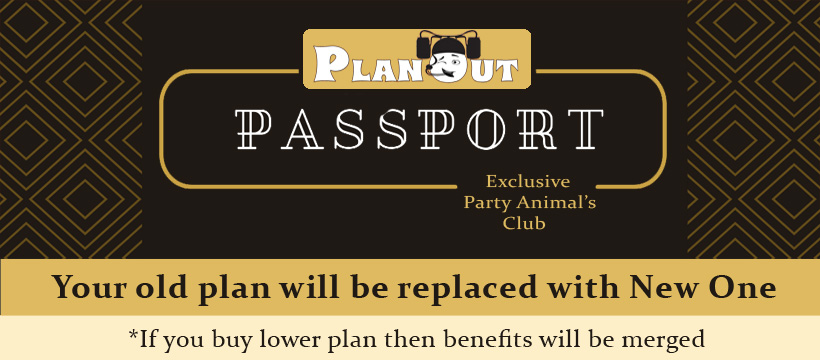 PLANOUT
PASSPORT
Exclusive
Party Animal's
Club
Your old plan will be replaced with New One
*If you buy lower plan then benefits will be merged